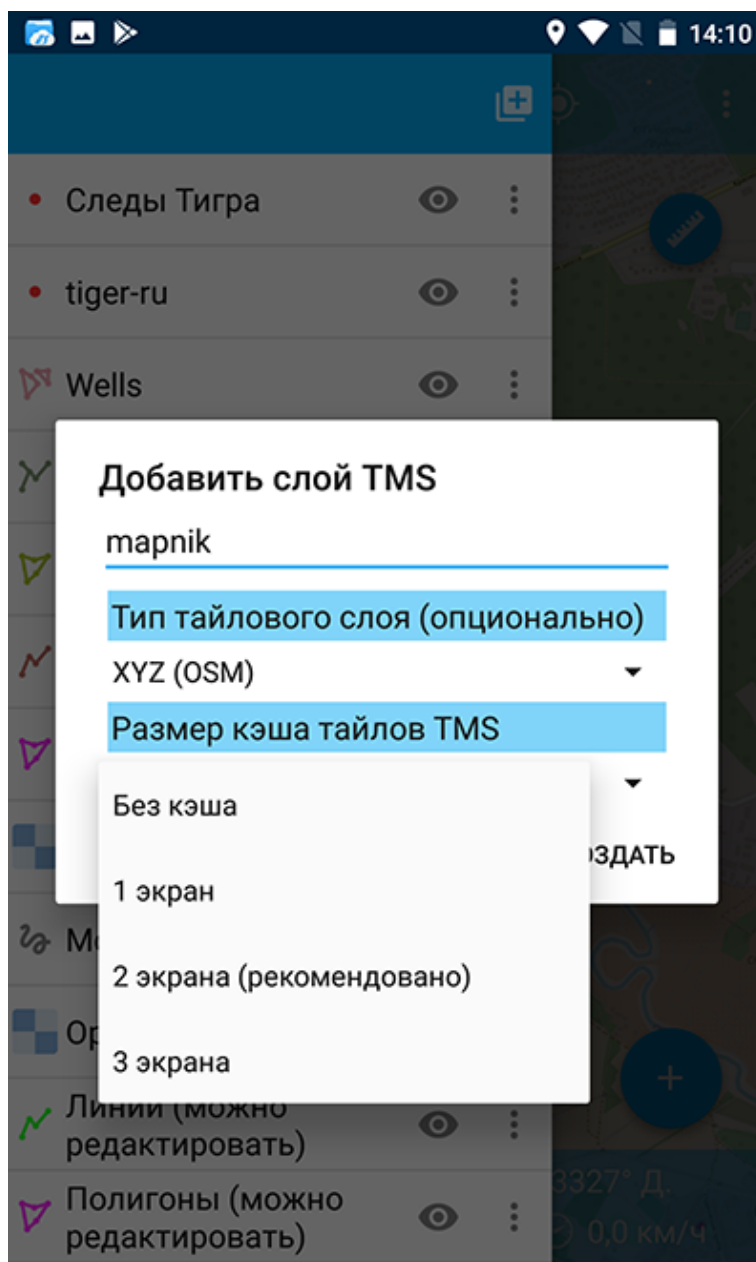 14:10
Следы Тигра
tiger-ru
Wells
Добавить слой TMS
mapnik
Тип тайлового слоя (опционально)
XYZ (OSM)
Размер кэша тайлов TMS
Без кэша
1 экран
2 экрана (рекомендовано)
3 экрана
Линии (можно
редактировать)
Полигоны (можно
редактировать)
3327° Д.
0,0 км/ч